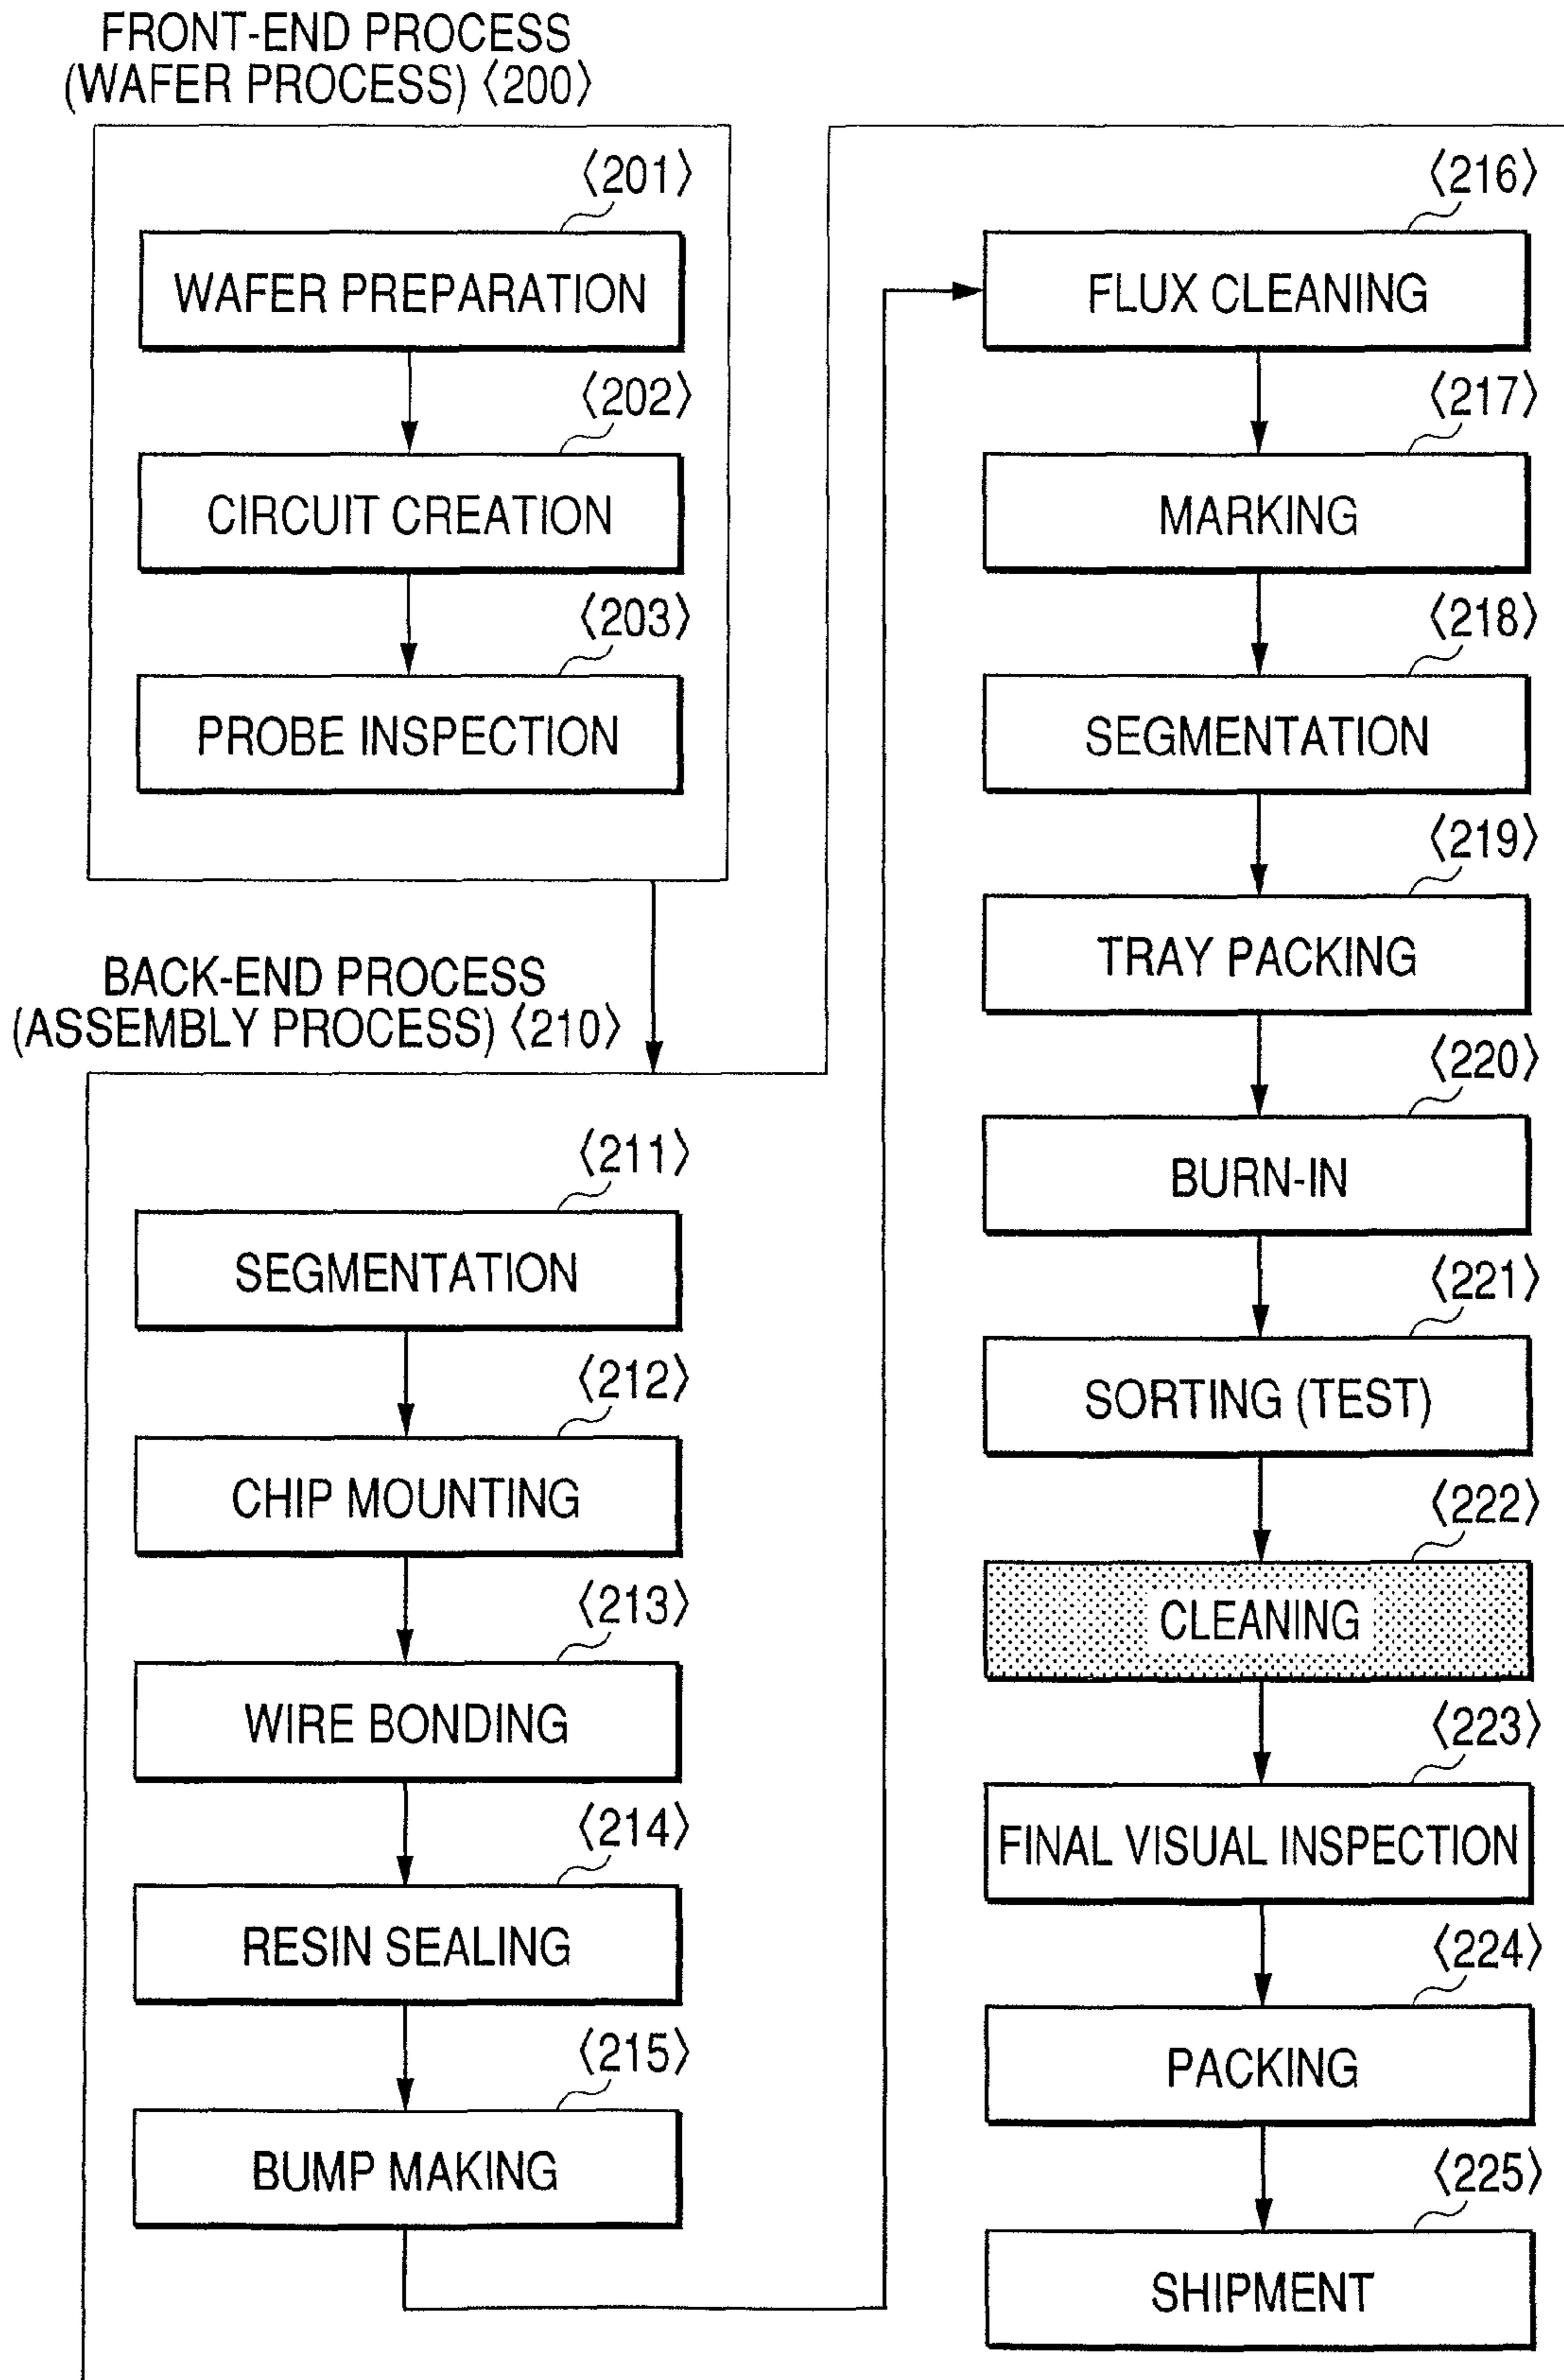 FRONT-END PROCESS
(WAFER PROCESS) ⟨200⟩
⟨201⟩
WAFER PREPARATION
⟨202⟩
CIRCUIT CREATION
⟨203⟩
PROBE INSPECTION
BACK-END PROCESS
(ASSEMBLY PROCESS) ⟨210⟩
⟨211⟩
SEGMENTATION
⟨212⟩
CHIP MOUNTING
⟨213⟩
WIRE BONDING
⟨214⟩
RESIN SEALING
⟨215⟩
BUMP MAKING
⟨216⟩
FLUX CLEANING
⟨217⟩
MARKING
⟨218⟩
SEGMENTATION
⟨219⟩
TRAY PACKING
⟨220⟩
BURN-IN
⟨221⟩
SORTING (TEST)
⟨222⟩
CLEANING
⟨223⟩
FINAL VISUAL INSPECTION
⟨224⟩
PACKING
⟨225⟩
SHIPMENT